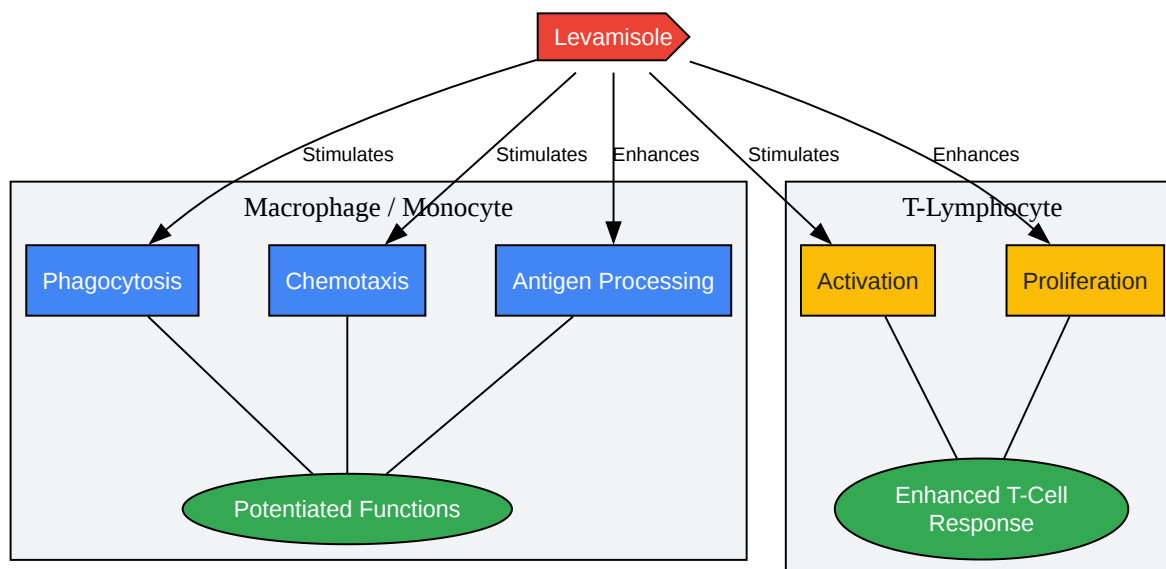 Levamisole
Stimulates
Stimulates
Enhances
Stimulates
Enhances
Macrophage / Monocyte
T-Lymphocyte
Phagocytosis
Chemotaxis
Antigen Processing
Activation
Proliferation
Potentiated Functions
Enhanced T-Cell
Response